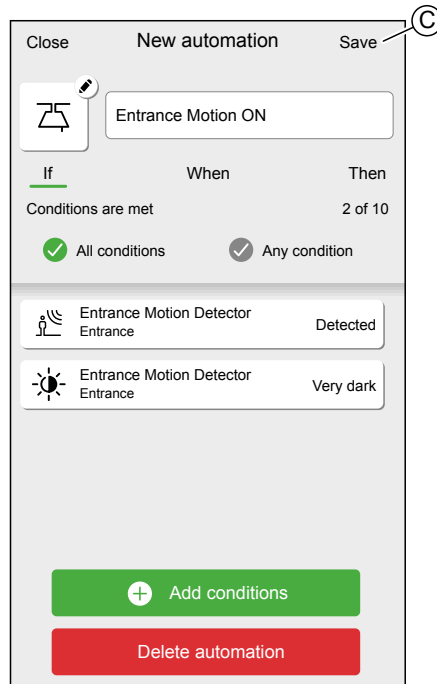 Close New automation Save
C
Entrance Motion ON
If When Then
Conditions are met 2 of 10
All conditions Any condition
Entrance Motion Detector
Entrance
Detected
Entrance Motion Detector
Entrance
Very dark
Add conditions
Delete automation